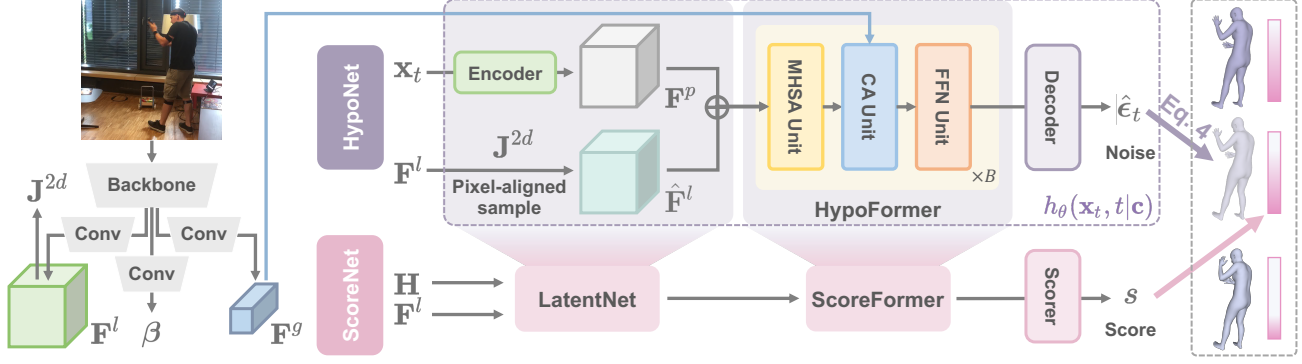 Backbone
J^{2d}
Conv
Conv
Conv
F^l
β
F^g
HypoNet
x_t
Encoder
F^p
F^l
J^{2d}
Pixel-aligned
sample
F̂^l
MHSA Unit
CA Unit
FFN Unit
×B
HypoFormer
Decoder
ε̂_t
Noise
Eq. 4
h_θ(x_t, t|c)
ScoreNet
H
F^l
LatentNet
ScoreFormer
Scorer
s
Score